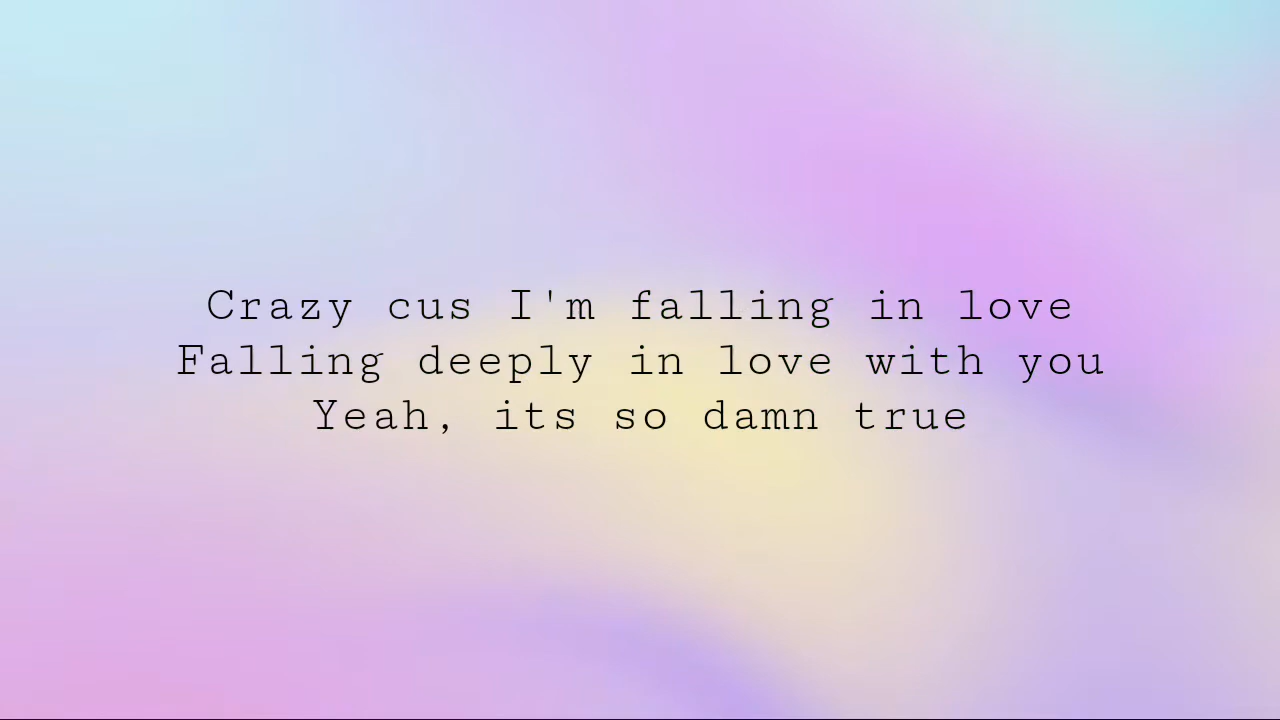 Crazy cus I'm falling in love
Falling deeply in love with you
Yeah, its so damn true